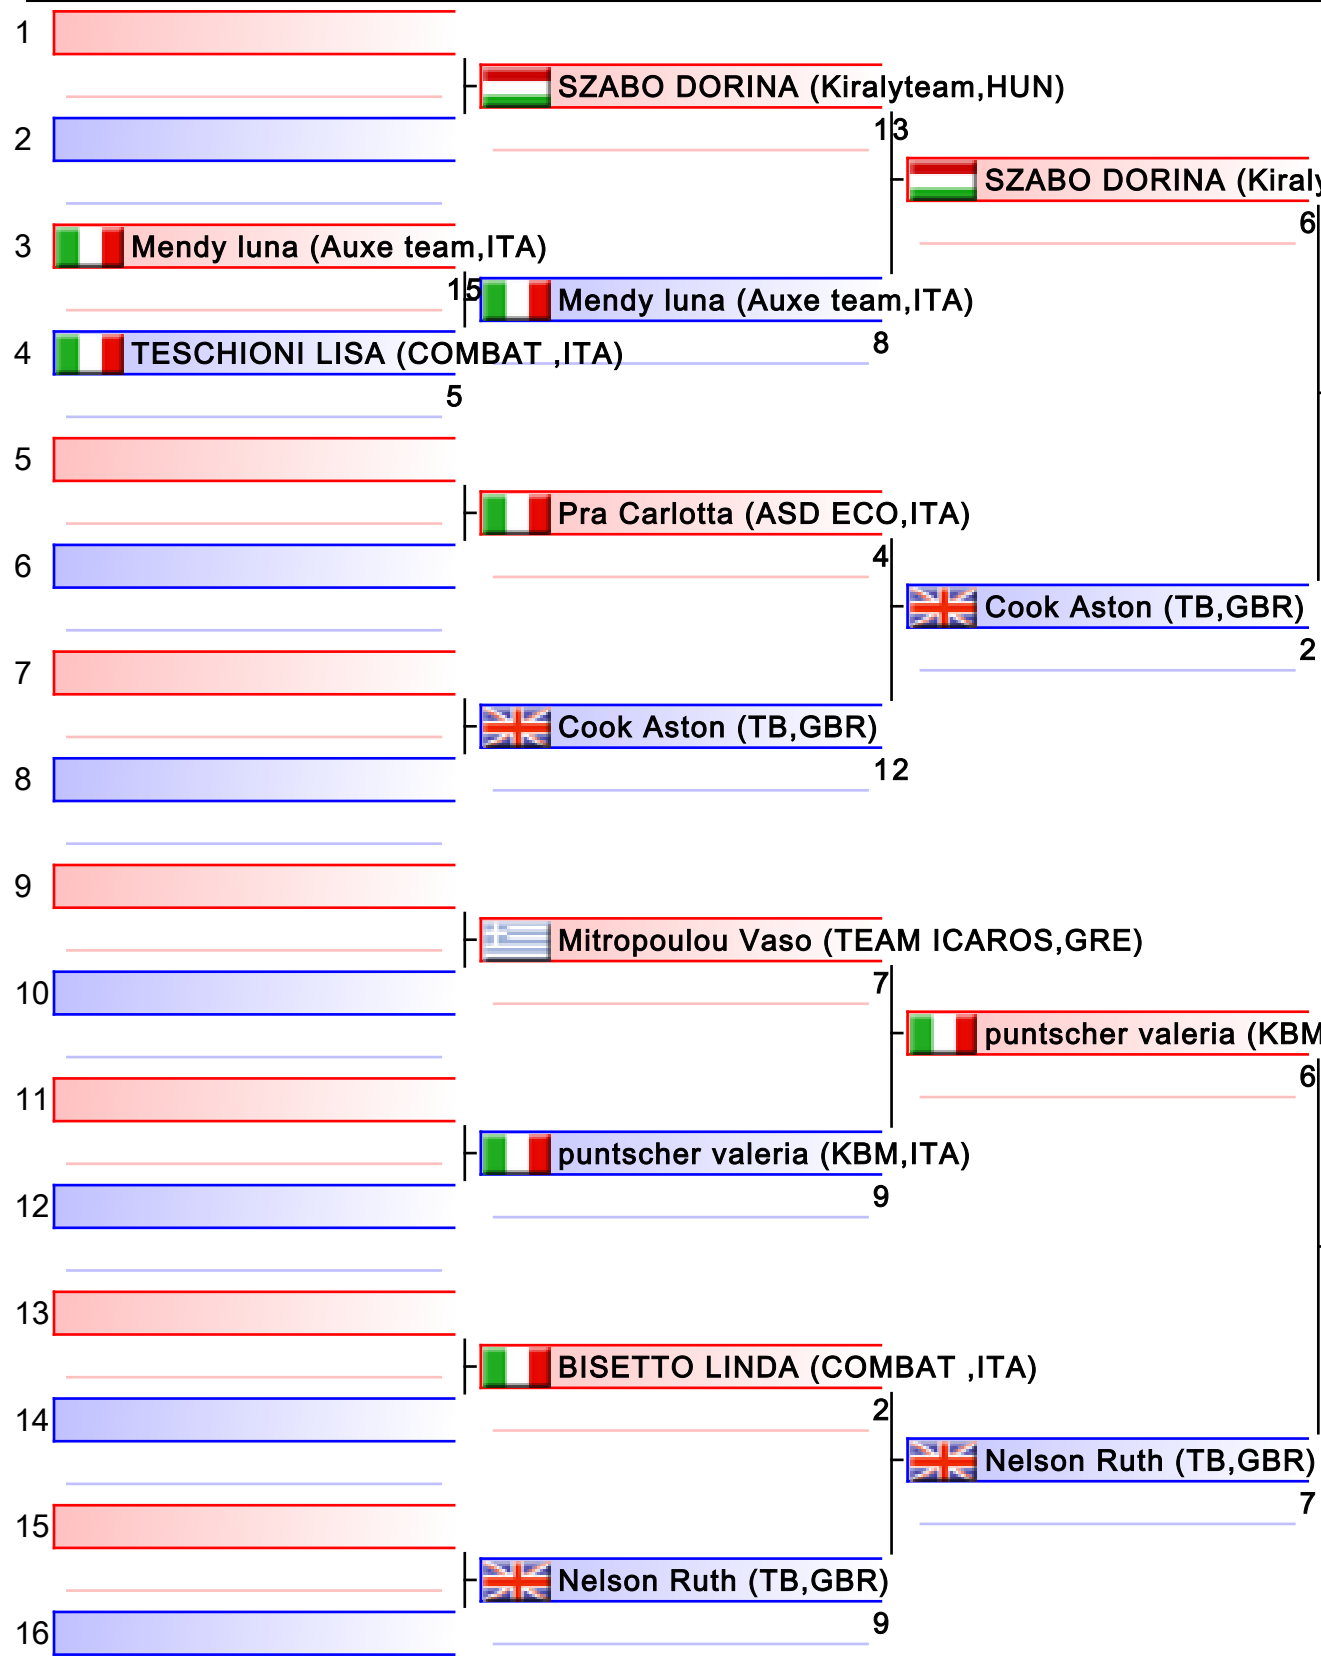 1
SZABO DORINA (Kiralyteam,HUN)
13
2
SZABO DORINA (Kiraly
6
3 Mendy luna (Auxe team,ITA)
15
Mendy luna (Auxe team,ITA)
8
4 TESCHIONI LISA (COMBAT ,ITA)
5
5
Pra Carlotta (ASD ECO,ITA)
4
6
Cook Aston (TB,GBR)
2
7
Cook Aston (TB,GBR)
12
8
9
Mitropoulou Vaso (TEAM ICAROS,GRE)
7
10
puntscher valeria (KBM
6
11
puntscher valeria (KBM,ITA)
9
12
13
BISETTO LINDA (COMBAT ,ITA)
2
14
Nelson Ruth (TB,GBR)
7
15
Nelson Ruth (TB,GBR)
9
16